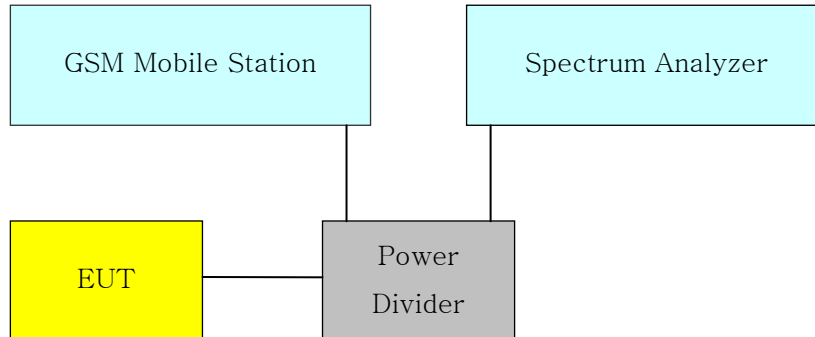 GSM Mobile Station
Spectrum Analyzer
EUT
Power
Divider